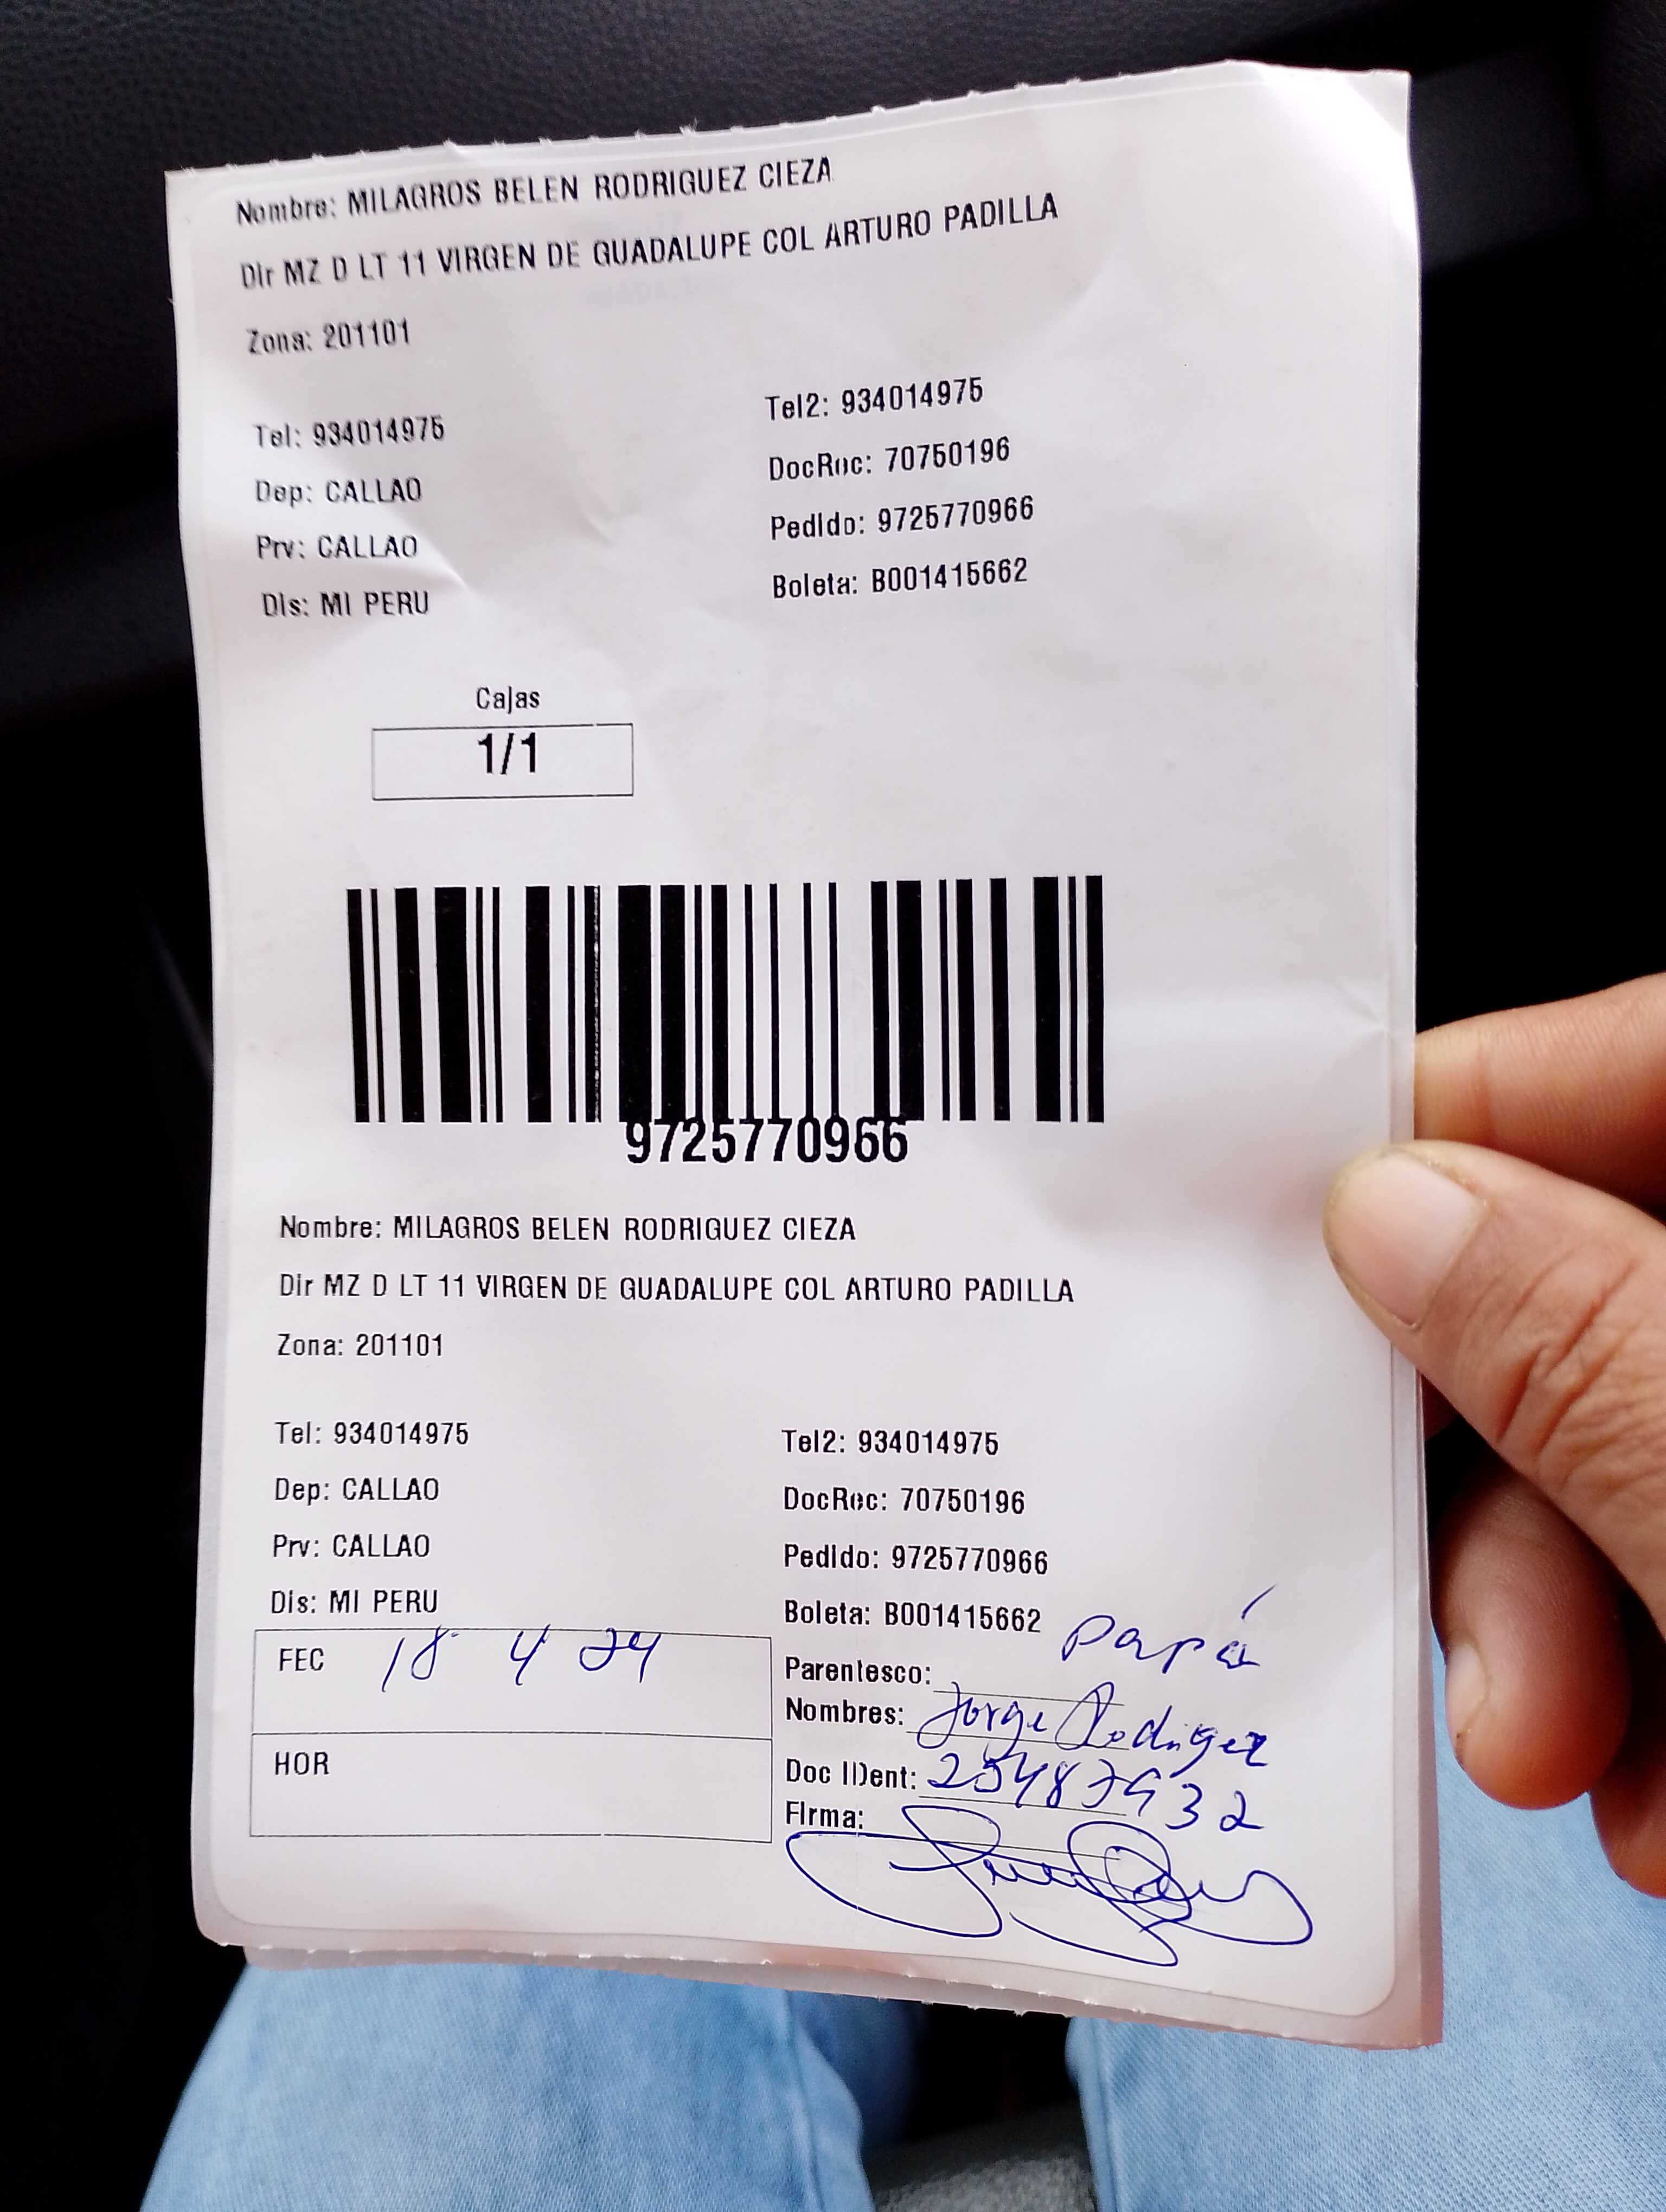 Nombre: MILAGROS BELEN RODRIGUEZ CIEZA
Dir MZ D LT 11 VIRGEN DE GUADALUPE COL ARTURO PADILLA
Zona: 201101
Tel: 934014975 Tel2: 934014975
Dep: CALLAO DocRec: 70750196
Prv: CALLAO Pedido: 9725770966
Dis: MI PERU Boleta: B001415662
Cajas
1/1
9725770966
Nombre: MILAGROS BELEN RODRIGUEZ CIEZA
Dir MZ D LT 11 VIRGEN DE GUADALUPE COL ARTURO PADILLA
Zona: 201101
Tel: 934014975 Tel2: 934014975
Dep: CALLAO DocRec: 70750196
Prv: CALLAO Pedido: 9725770966
Dis: MI PERU Boleta: B001415662
FEC 18 4 24 Parentesco: Papá
Nombres: Jorge Rodriguez
HOR Doc IDent:
Firma: